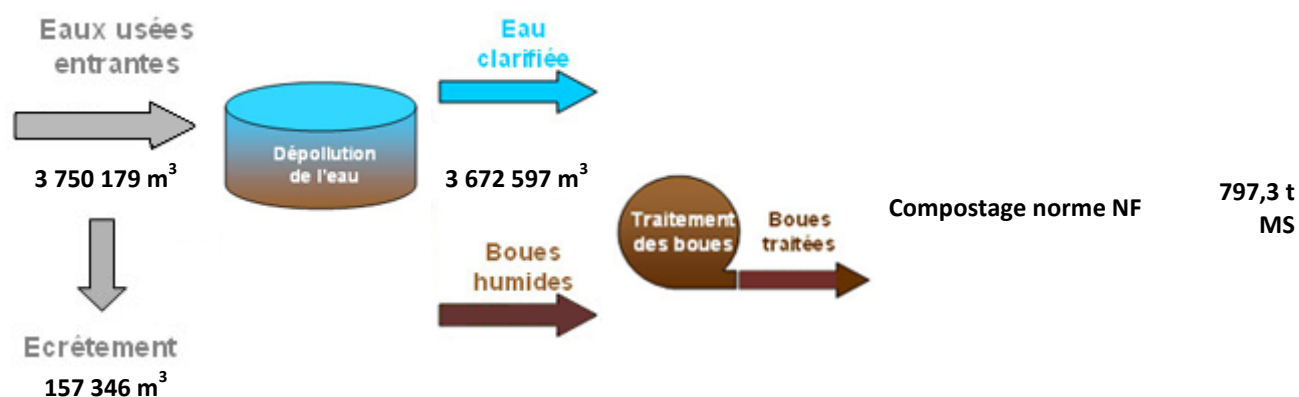 Eaux usées
entrantes
3 750 179 m³
Ecrêtement
157 346 m³
Dépollution
de l'eau
Eau
clarifiée
3 672 597 m³
Boues
humides
Traitement
des boues
Boues
traitées
Compostage norme NF
797,3 t
MS